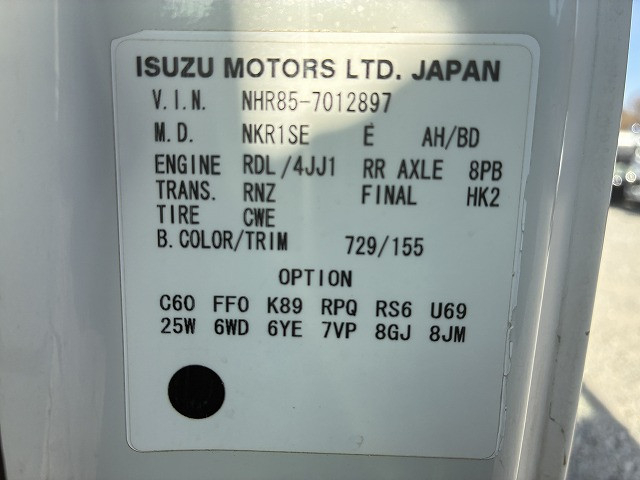 ISUZU MOTORS LTD. JAPAN
V.I.N. NHR85-7012897
M.D. NKR1SE E AH/BD
ENGINE RDL/4JJ1 RR AXLE 8PB
TRANS. RNZ FINAL HK2
TIRE CWE
B.COLOR/TRIM 729/155
OPTION
C60 FF0 K89 RPQ RS6 U69
25W 6WD 6YE 7VP 8GJ 8JM